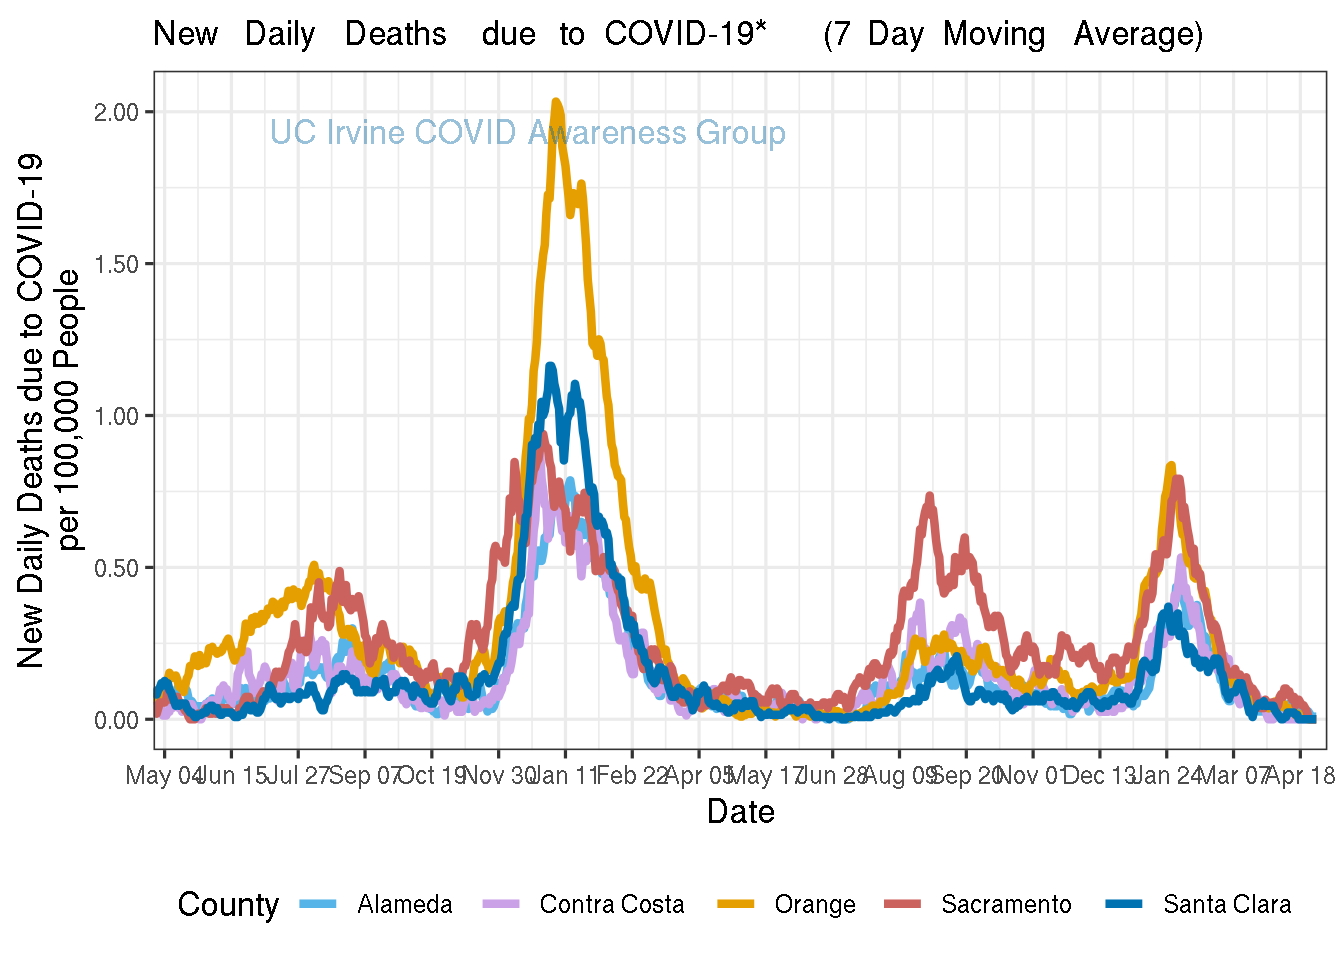 New Daily Deaths due to COVID-19* (7 Day Moving Average)
UC Irvine COVID Awareness Group
New Daily Deaths due to COVID-19
per 100,000 People
2.00
1.50
1.00
0.50
0.00
May 04 Jun 15 Jul 27 Sep 07 Oct 19 Nov 30 Jan 11 Feb 22 Apr 05 May 17 Jun 28 Aug 09 Sep 20 Nov 01 Dec 13 Jan 24 Mar 07 Apr 18
Date
County Alameda Contra Costa Orange Sacramento Santa Clara